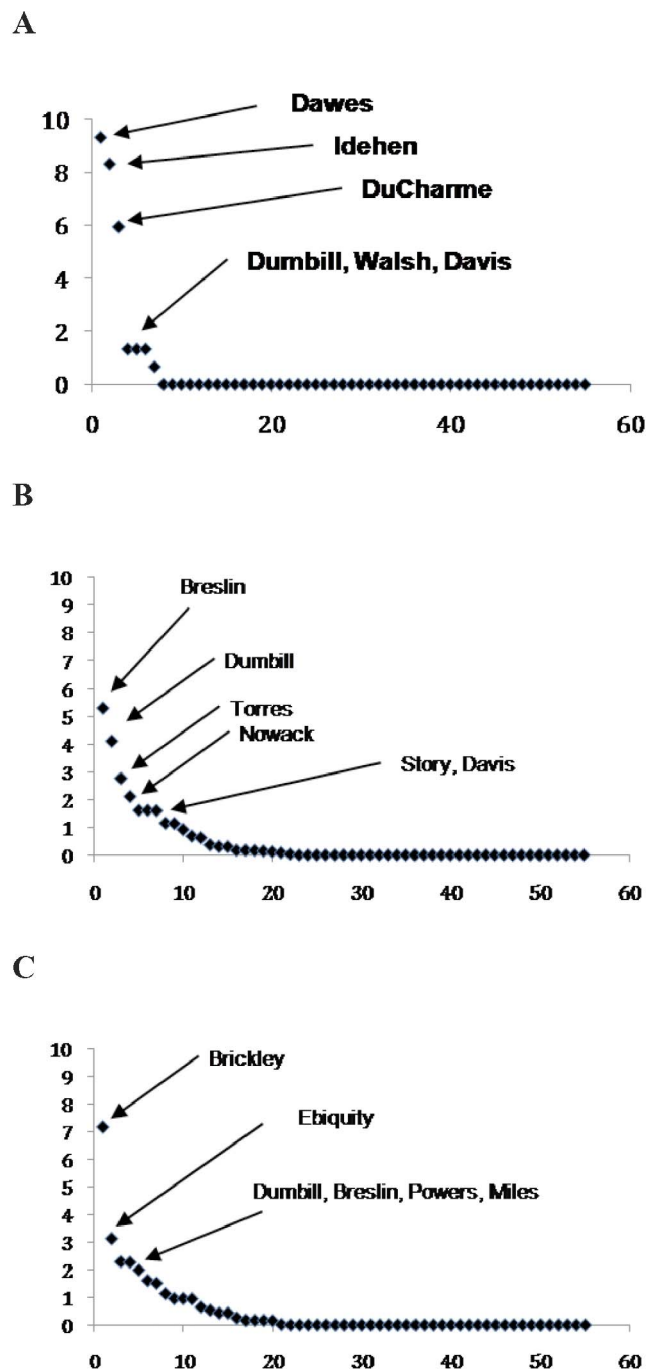 A
Dawes
10
Idehen
8
DuCharme
6
Dumbill, Walsh, Davis
4
2
0
0 20 40 60
B
10
Breslin
9
8
7
Dumbill
6
5
Torres
Nowack
4
3
Story, Davis
2
1
0
0 10 20 30 40 50 60
C
10
Brickley
9
8
7
Ebiquity
6
5
Dumbill, Breslin, Powers, Miles
4
3
2
1
0
0 10 20 30 40 50 60